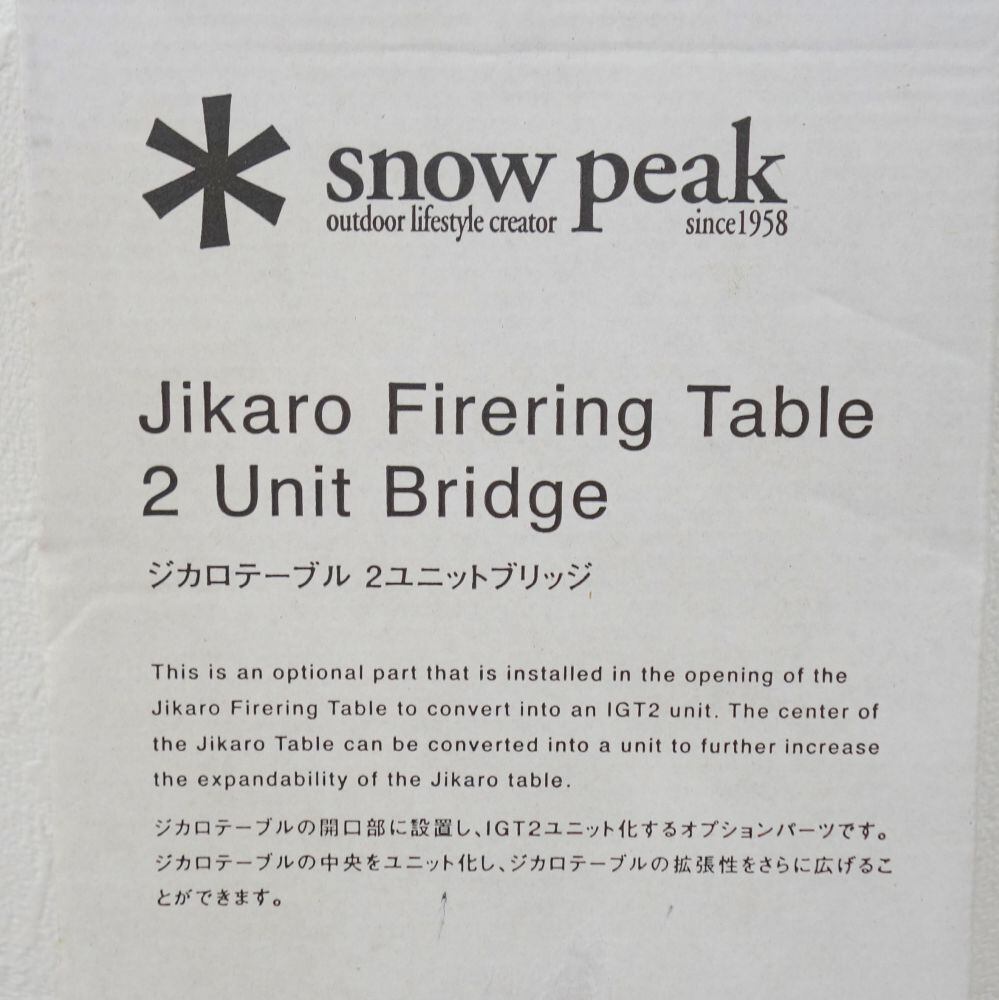 snow peak
outdoor lifestyle creator since1958
Jikaro Firering Table
2 Unit Bridge
ジカロテーブル 2ユニットブリッジ
This is an optional part that is installed in the opening of the
Jikaro Firering Table to convert into an IGT2 unit. The center of
the Jikaro Table can be converted into a unit to further increase
the expandability of the Jikaro table.
ジカロテーブルの開口部に設置し、IGT2ユニット化するオプションパーツです。
ジカロテーブルの中央をユニット化し、ジカロテーブルの拡張性をさらに広げるこ
とができます。